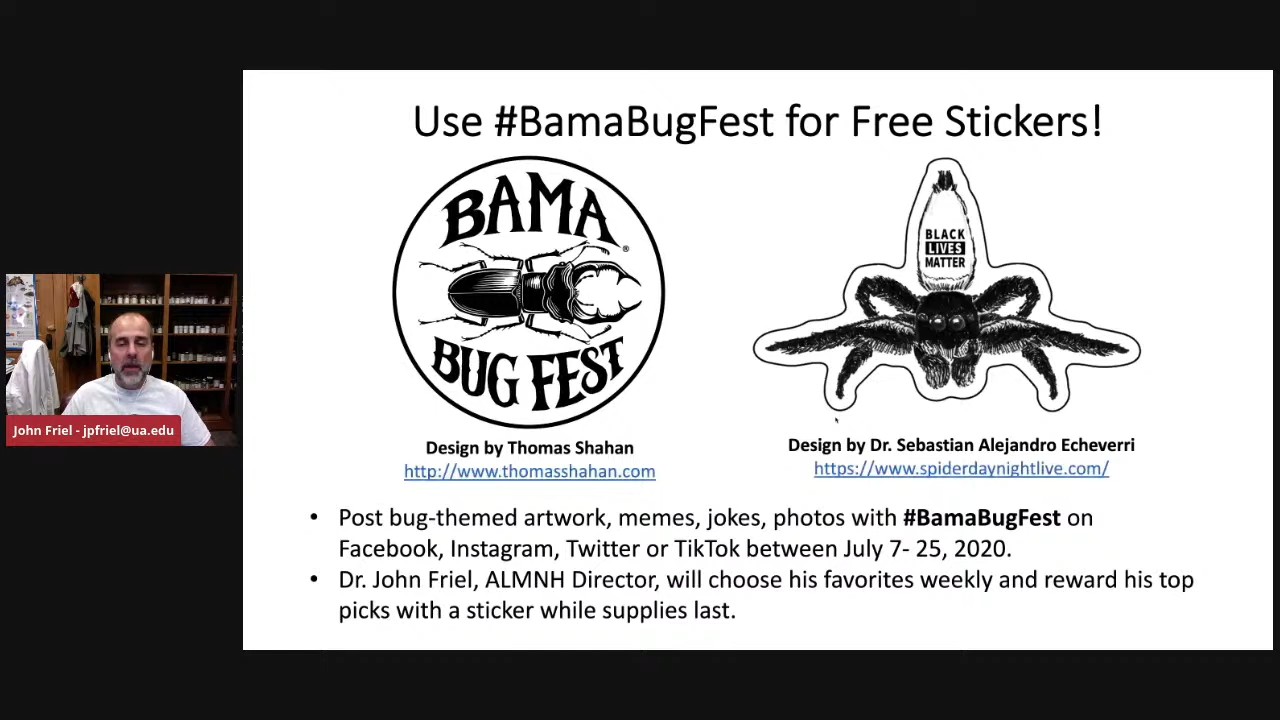 Use #BamaBugFest for Free Stickers!
BAMA
BUG FEST
®
BLACK
LIVES
MATTER
Design by Thomas Shahan
http://www.thomasshahan.com
Design by Dr. Sebastian Alejandro Echeverri
https://www.spiderdaynightlive.com/
John Friel - jpfriel@ua.edu
• Post bug-themed artwork, memes, jokes, photos with #BamaBugFest on
Facebook, Instagram, Twitter or TikTok between July 7- 25, 2020.
• Dr. John Friel, ALMNH Director, will choose his favorites weekly and reward his top
picks with a sticker while supplies last.